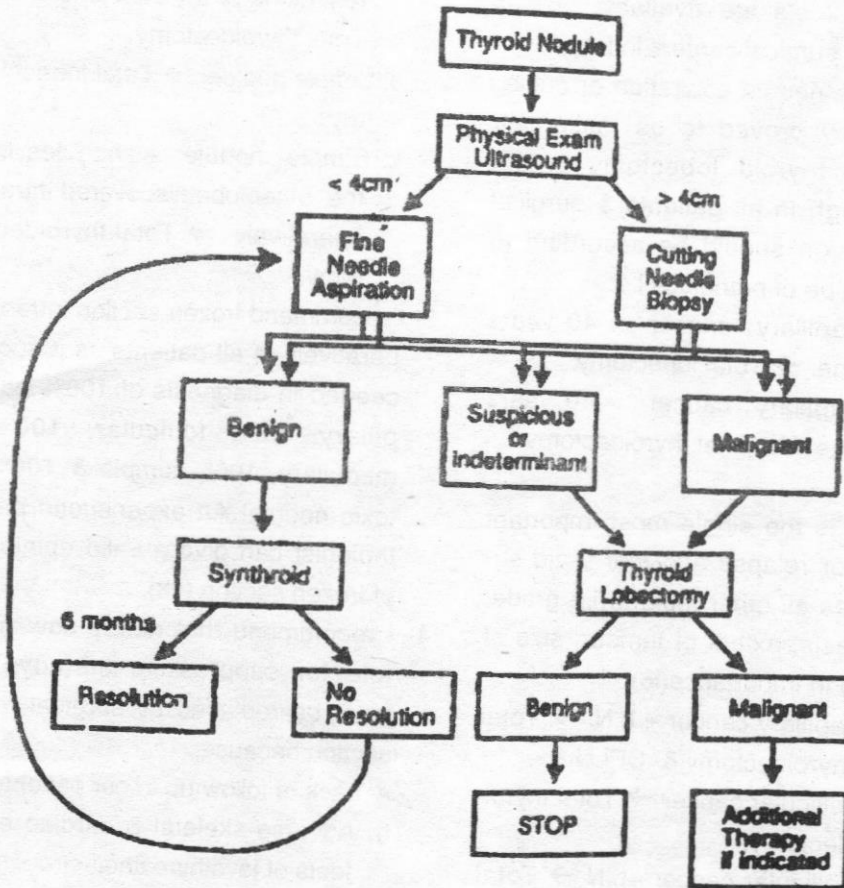 Thyroid Nodule
Physical Exam
Ultrasound
< 4cm
> 4cm
Fine
Needle
Aspiration
Cutting
Needle
Biopsy
Benign
Suspicious
or
indeterminant
Malignant
Synthroid
Thyroid
Lobectomy
6 months
Resolution
No
Resolution
Benign
Malignant
STOP
Additional
Therapy
if indicated